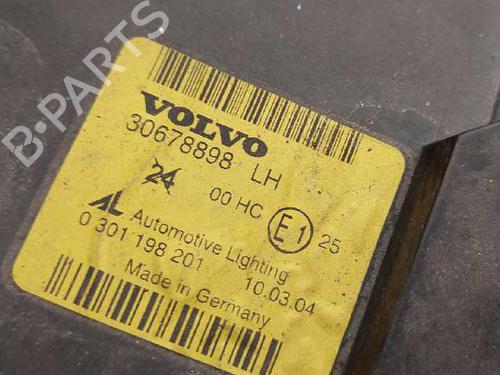 B-PARTS
VOLVO
30678898 LH
24
00 HC E1 25
AL Automotive Lighting
0 301 198 201 10.03.04
Made in Germany